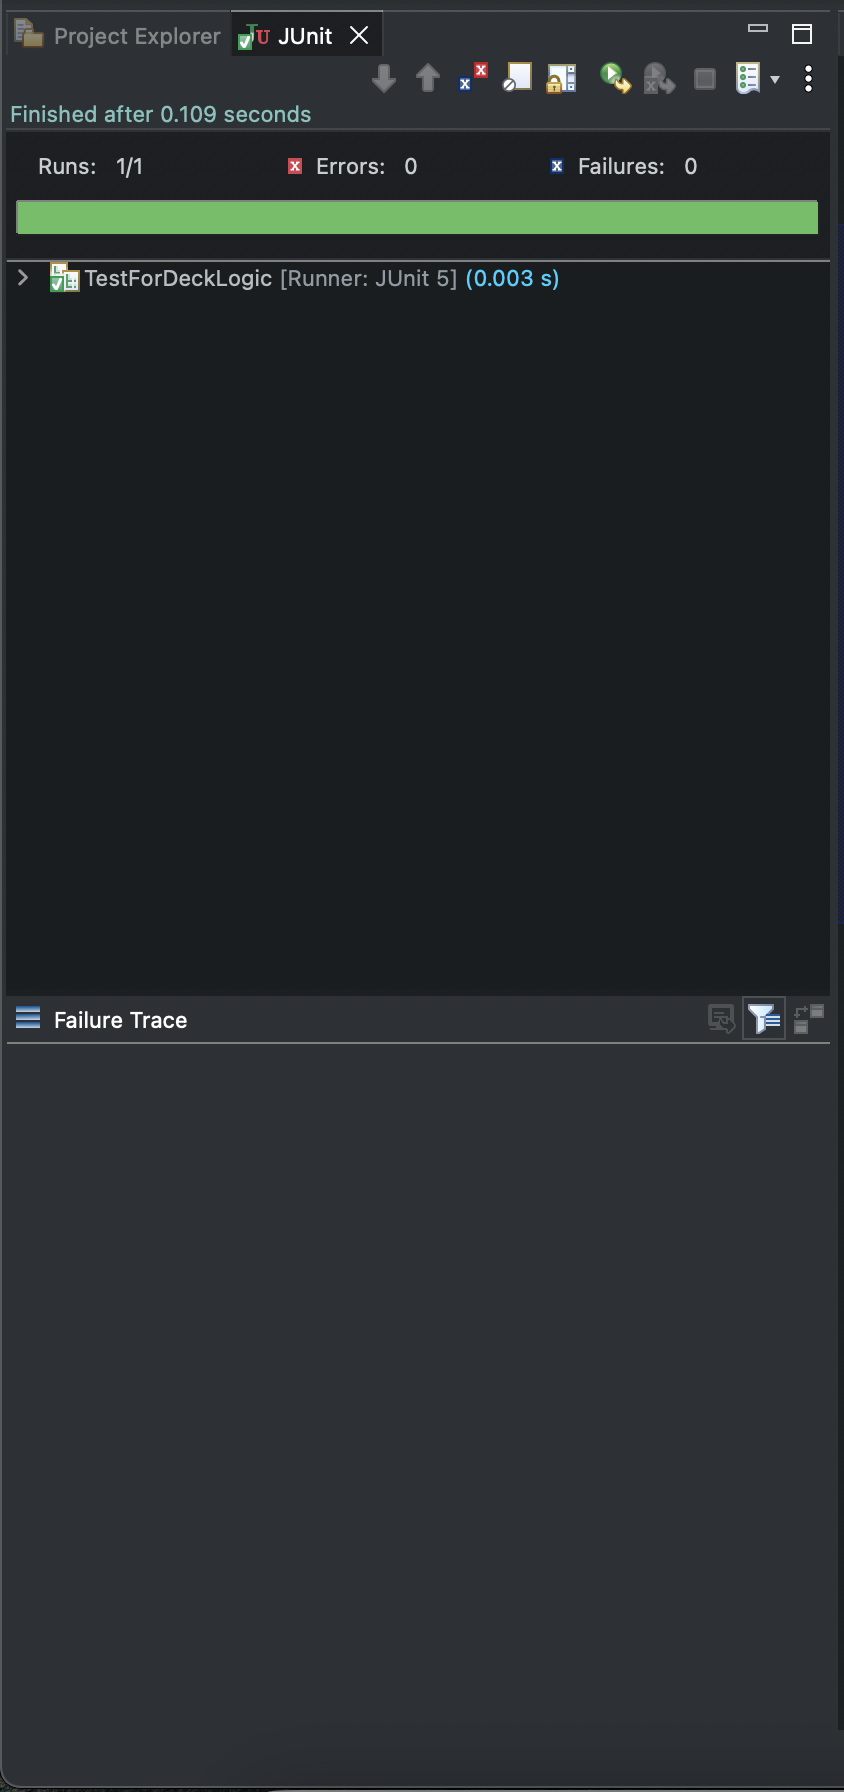 Project Explorer JUnit
Finished after 0.109 seconds
Runs: 1/1 Errors: 0 Failures: 0
TestForDeckLogic [Runner: JUnit 5] (0.003 s)
Failure Trace